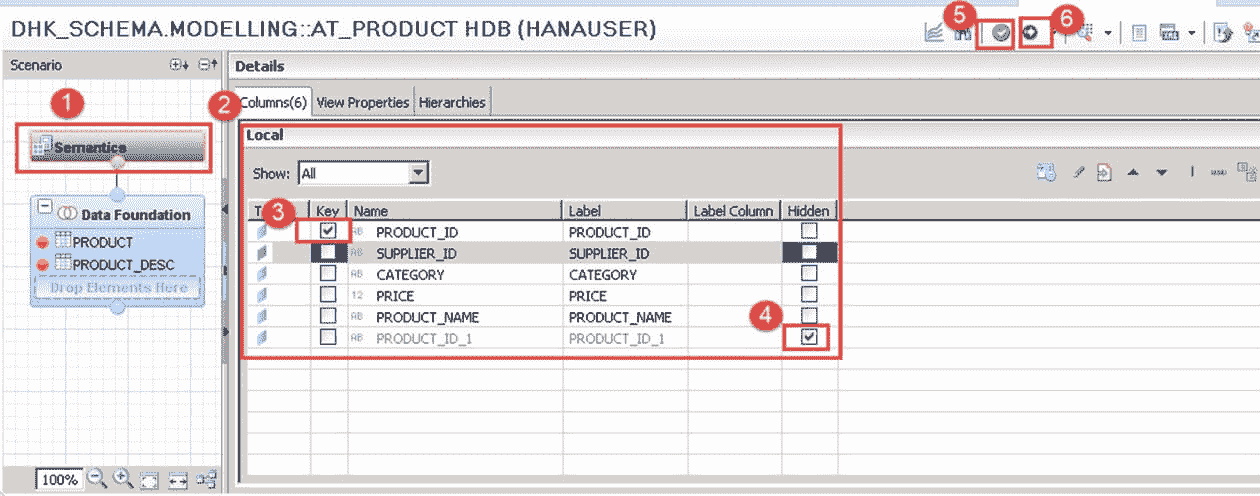 DHK_SCHEMA.MODELLING::AT_PRODUCT HDB (HANAUSER)
5
6
Scenario
Details
1
2
Columns(6) View Properties Hierarchies
Semantics
Local
Show: All
3
Key Name Label Label Column Hidden
Data Foundation
AB PRODUCT_ID PRODUCT_ID
PRODUCT
AB SUPPLIER_ID SUPPLIER_ID
PRODUCT_DESC
AB CATEGORY CATEGORY
Drop Elements Here
12 PRICE PRICE
4
AB PRODUCT_NAME PRODUCT_NAME
AB PRODUCT_ID_1 PRODUCT_ID_1
100%